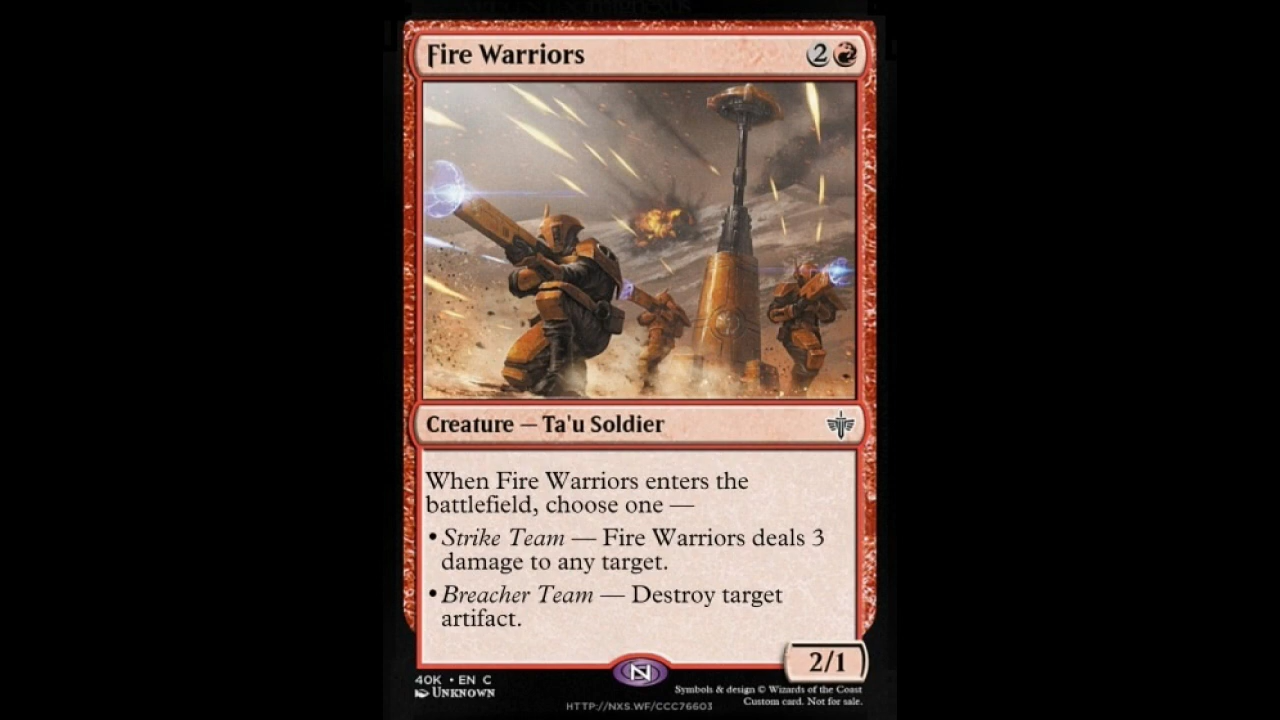 Fire Warriors 2
Creature — Ta'u Soldier
When Fire Warriors enters the
battlefield, choose one —
• Strike Team — Fire Warriors deals 3
damage to any target.
• Breacher Team — Destroy target
artifact.
2/1
40K • EN C
Unknown
Symbols & design © Wizards of the Coast
Custom card. Not for sale.
HTTP://NXS.WF/CCC76603